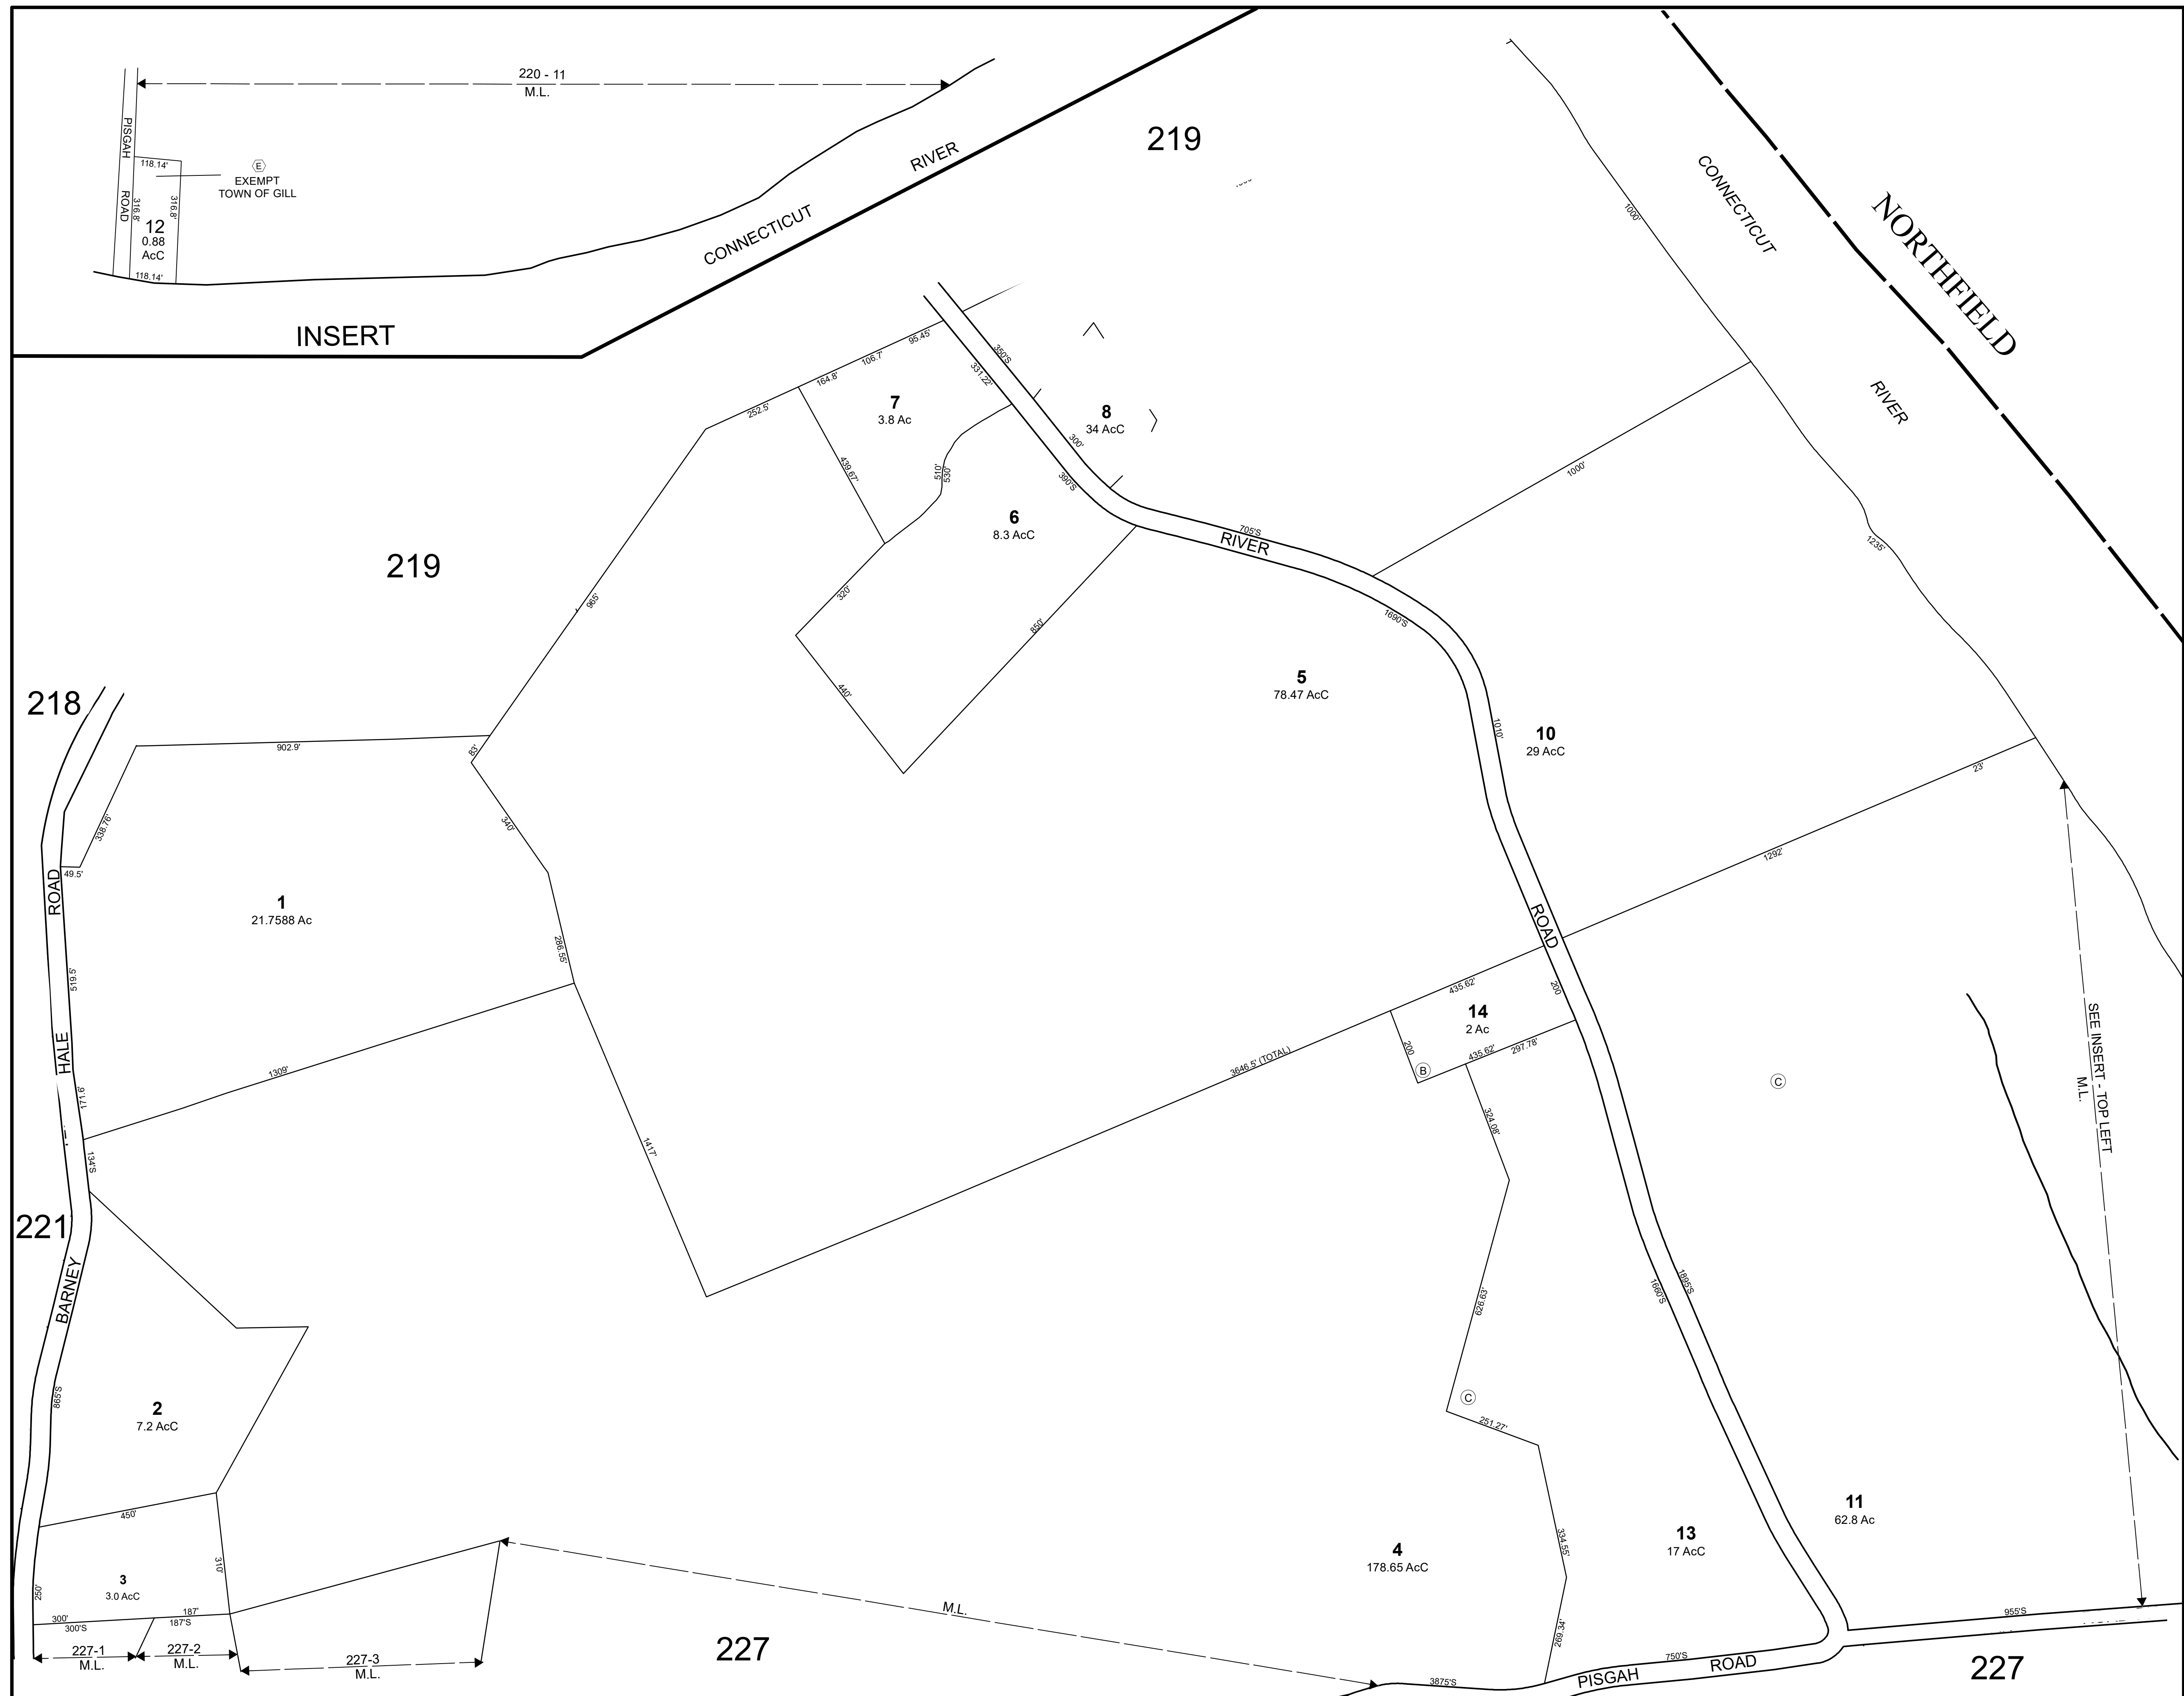 220 - 11
M.L.
PISGAH
ROAD
118.14'
E
EXEMPT
TOWN OF GILL
316.8'
316.8'
12
0.88
AcC
118.14'
CONNECTICUT
RIVER
INSERT
219
CONNECTICUT
RIVER
NORTHFIELD
1000'
1000'
1235'
95.45'
106.7'
164.8'
252.5'
350'S
331.22'
7
3.8 Ac
439.67'
510'
530'
8
34 AcC
300'
390'S
6
8.3 AcC
320'
440'
850'
705'S
RIVER
1690'S
219
965'
5
78.47 AcC
1010'
10
29 AcC
23'
1292'
218
902.9'
83'
338.76'
340'
49.5'
ROAD
1
21.7588 Ac
286.55'
519.5'
HALE
1309'
171.6'
134'S
1417'
ROAD
435.62'
200
14
2 Ac
200
435.62'
297.78'
B
3646.5' (TOTAL)
C
SEE INSERT - TOP LEFT
M.L.
324.08'
221
BARNEY
626.63'
1660'S
1895'S
865'S
2
7.2 AcC
C
251.27'
450'
310'
3
3.0 AcC
250'
300'
300'S
187'
187'S
227-1
M.L.
227-2
M.L.
227-3
M.L.
M.L.
227
4
178.65 AcC
334.55'
13
17 AcC
11
62.8 Ac
269.34'
955'S
750'S
3875'S
PISGAH
ROAD
227